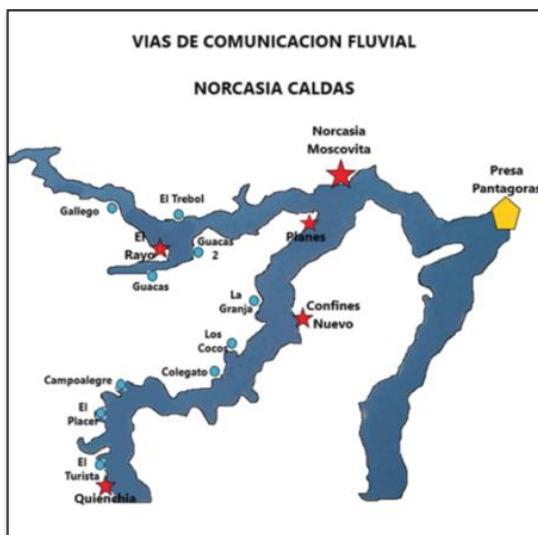 VIAS DE COMUNICACION FLUVIAL
NORCASIA CALDAS
Norcasia
Moscovita
Presa
Pantagoras
El Trebol
Gallego
El
Rayo
Guacas
2
Planes
Guacas
La
Granja
Confines
Nuevo
Los
Cocos
Colegato
Campoalegre
El
Placer
El
Turista
Quienchia